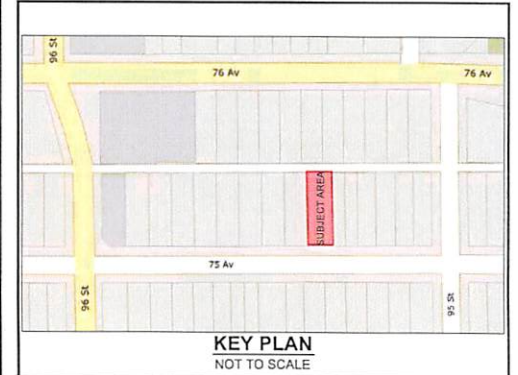 96 St
76 Av
76 Av
SUBJECT AREA
75 Av
96 St
95 St
KEY PLAN
NOT TO SCALE